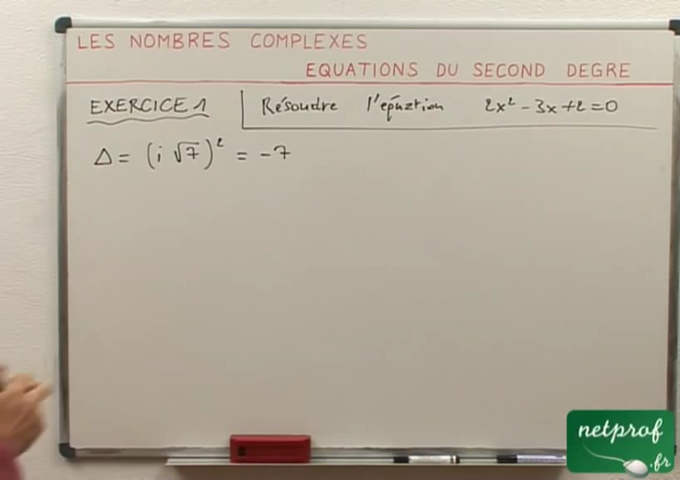 LES NOMBRES COMPLEXES
EQUATIONS DU SECOND DEGRE
EXERCICE 1 Résoudre l'équation 2x² - 3x + 2 = 0
Δ = (i √7)² = -7
netprof
.fr